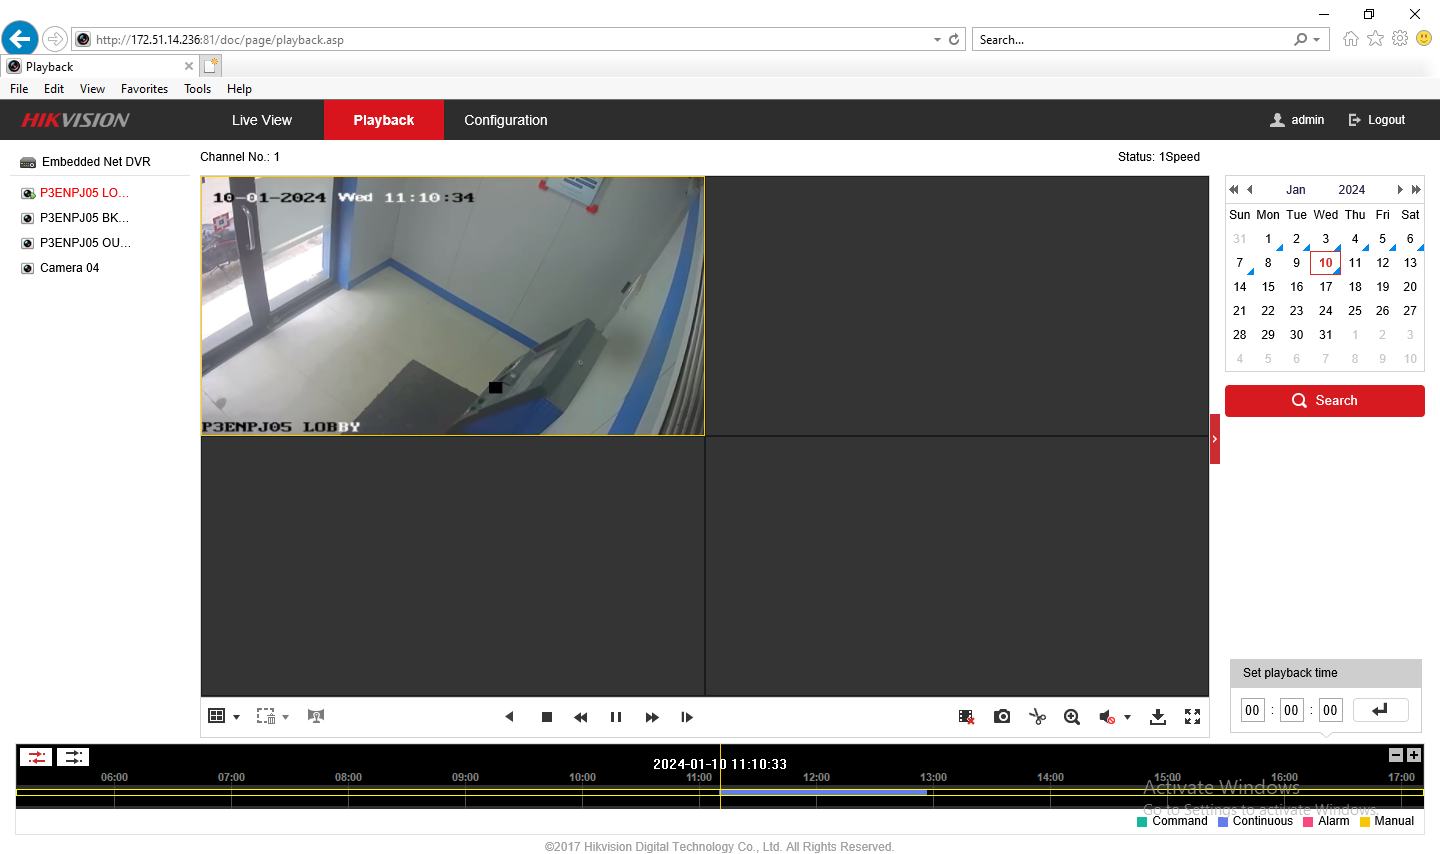 http://172.51.14.236:81/doc/page/playback.asp
Search...
Playback
File Edit View Favorites Tools Help
HIKVISION
Live View
Playback
Configuration
admin
Logout
Embedded Net DVR
P3ENPJ05 LO...
P3ENPJ05 BK...
P3ENPJ05 OU...
Camera 04
Channel No.: 1
Status: 1Speed
10-01-2024 Wed 11:10:34
P3ENPJ05 LOBBY
Jan 2024
Sun Mon Tue Wed Thu Fri Sat
31 1 2 3 4 5 6
7 8 9 10 11 12 13
14 15 16 17 18 19 20
21 22 23 24 25 26 27
28 29 30 31 1 2 3
4 5 6 7 8 9 10
Search
Set playback time
00 : 00 : 00
2024-01-10 11:10:33
06:00 07:00 08:00 09:00 10:00 11:00 12:00 13:00 14:00 15:00 16:00 17:00
Activate Windows
Go to Settings to activate Windows.
Command Continuous Alarm Manual
©2017 Hikvision Digital Technology Co., Ltd. All Rights Reserved.